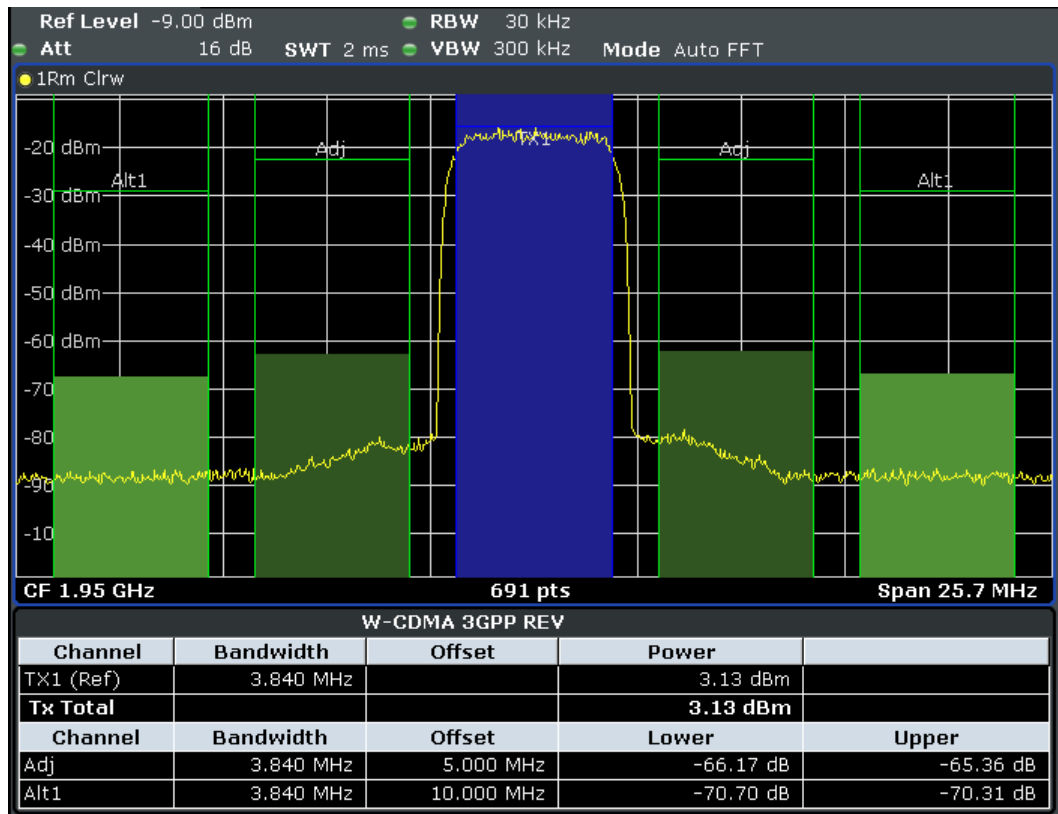 Ref Level -9.00 dBm RBW 30 kHz
Att 16 dB SWT 2 ms VBW 300 kHz Mode Auto FFT
1Rm Clrw
TX1
-20 dBm
Adj
Adj
Alt1
Alt1
-30 dBm
-40 dBm
-50 dBm
-60 dBm
-70
-80
-90
-10
CF 1.95 GHz 691 pts Span 25.7 MHz
W-CDMA 3GPP REV
Channel Bandwidth Offset Power
TX1 (Ref) 3.840 MHz 3.13 dBm
Tx Total 3.13 dBm
Channel Bandwidth Offset Lower Upper
Adj 3.840 MHz 5.000 MHz -66.17 dB -65.36 dB
Alt1 3.840 MHz 10.000 MHz -70.70 dB -70.31 dB